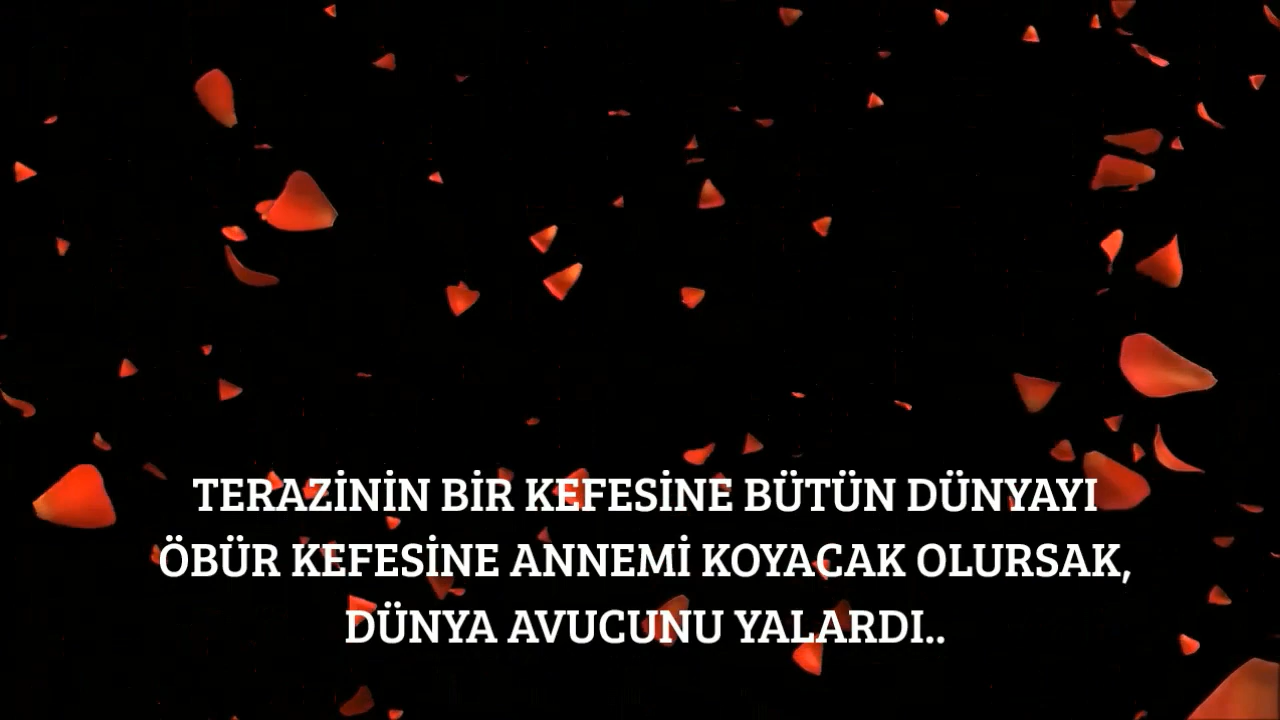 TERAZİNİN BİR KEFESİNE BÜTÜN DÜNYAYI
ÖBÜR KEFESİNE ANNEMİ KOYACAK OLURSAK,
DÜNYA AVUCUNU YALARDI..